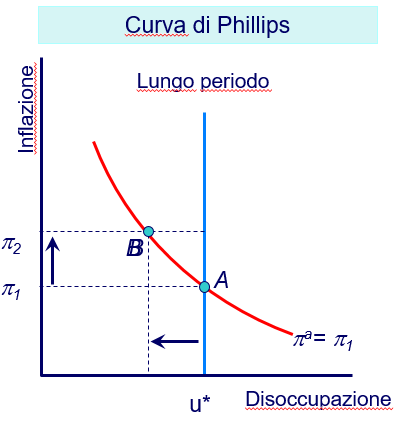 Curva di Phillips
Lungo periodo
Inflazione
π2
B
π1
A
πa= π1
u*
Disoccupazione